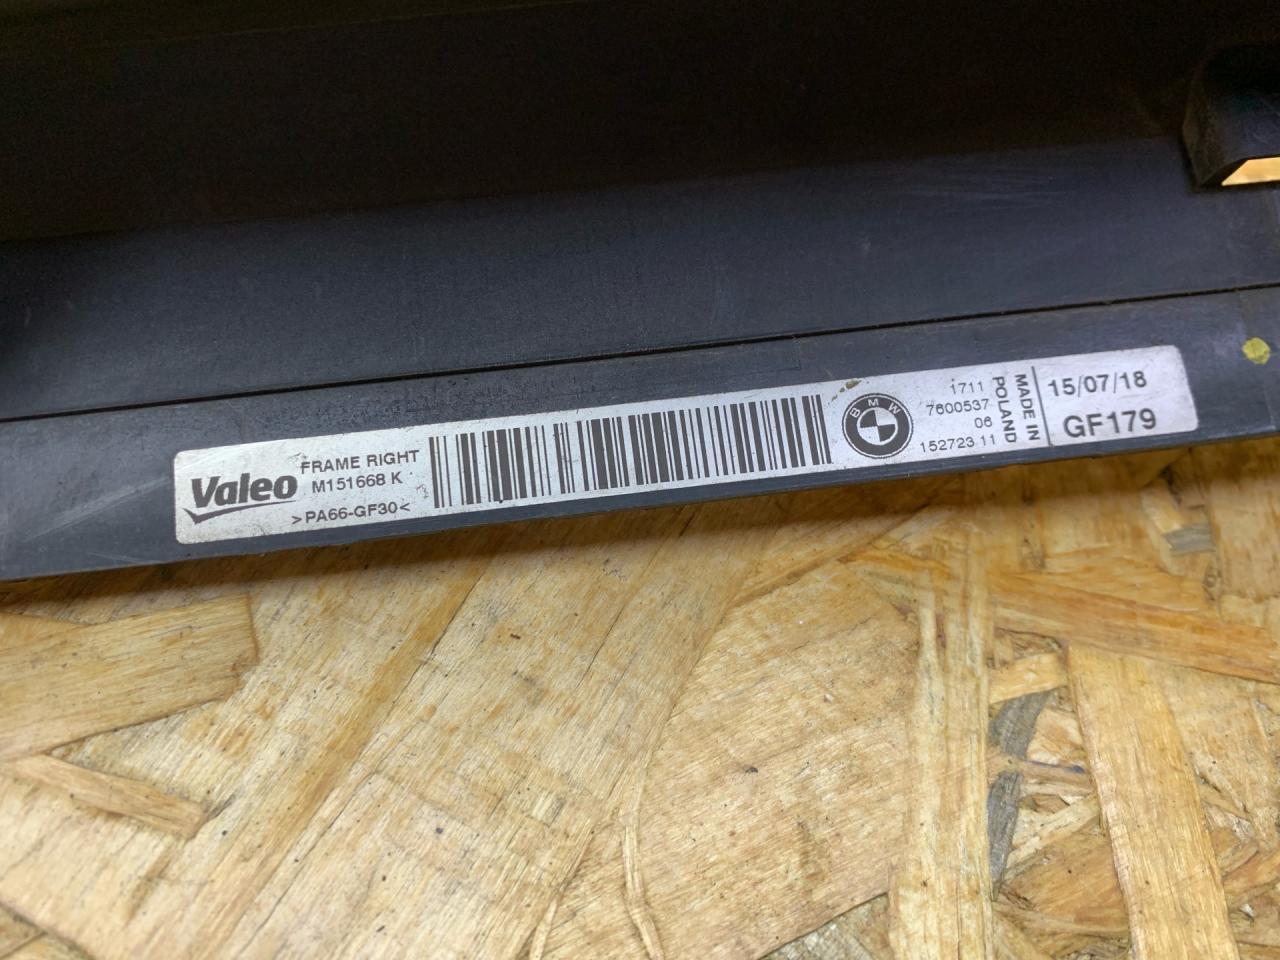 Valeo
FRAME RIGHT
M151668 K
>PA66-GF30<
BMW
1711
7600537
06
152723 11
MADE IN
POLAND
15/07/18
GF179